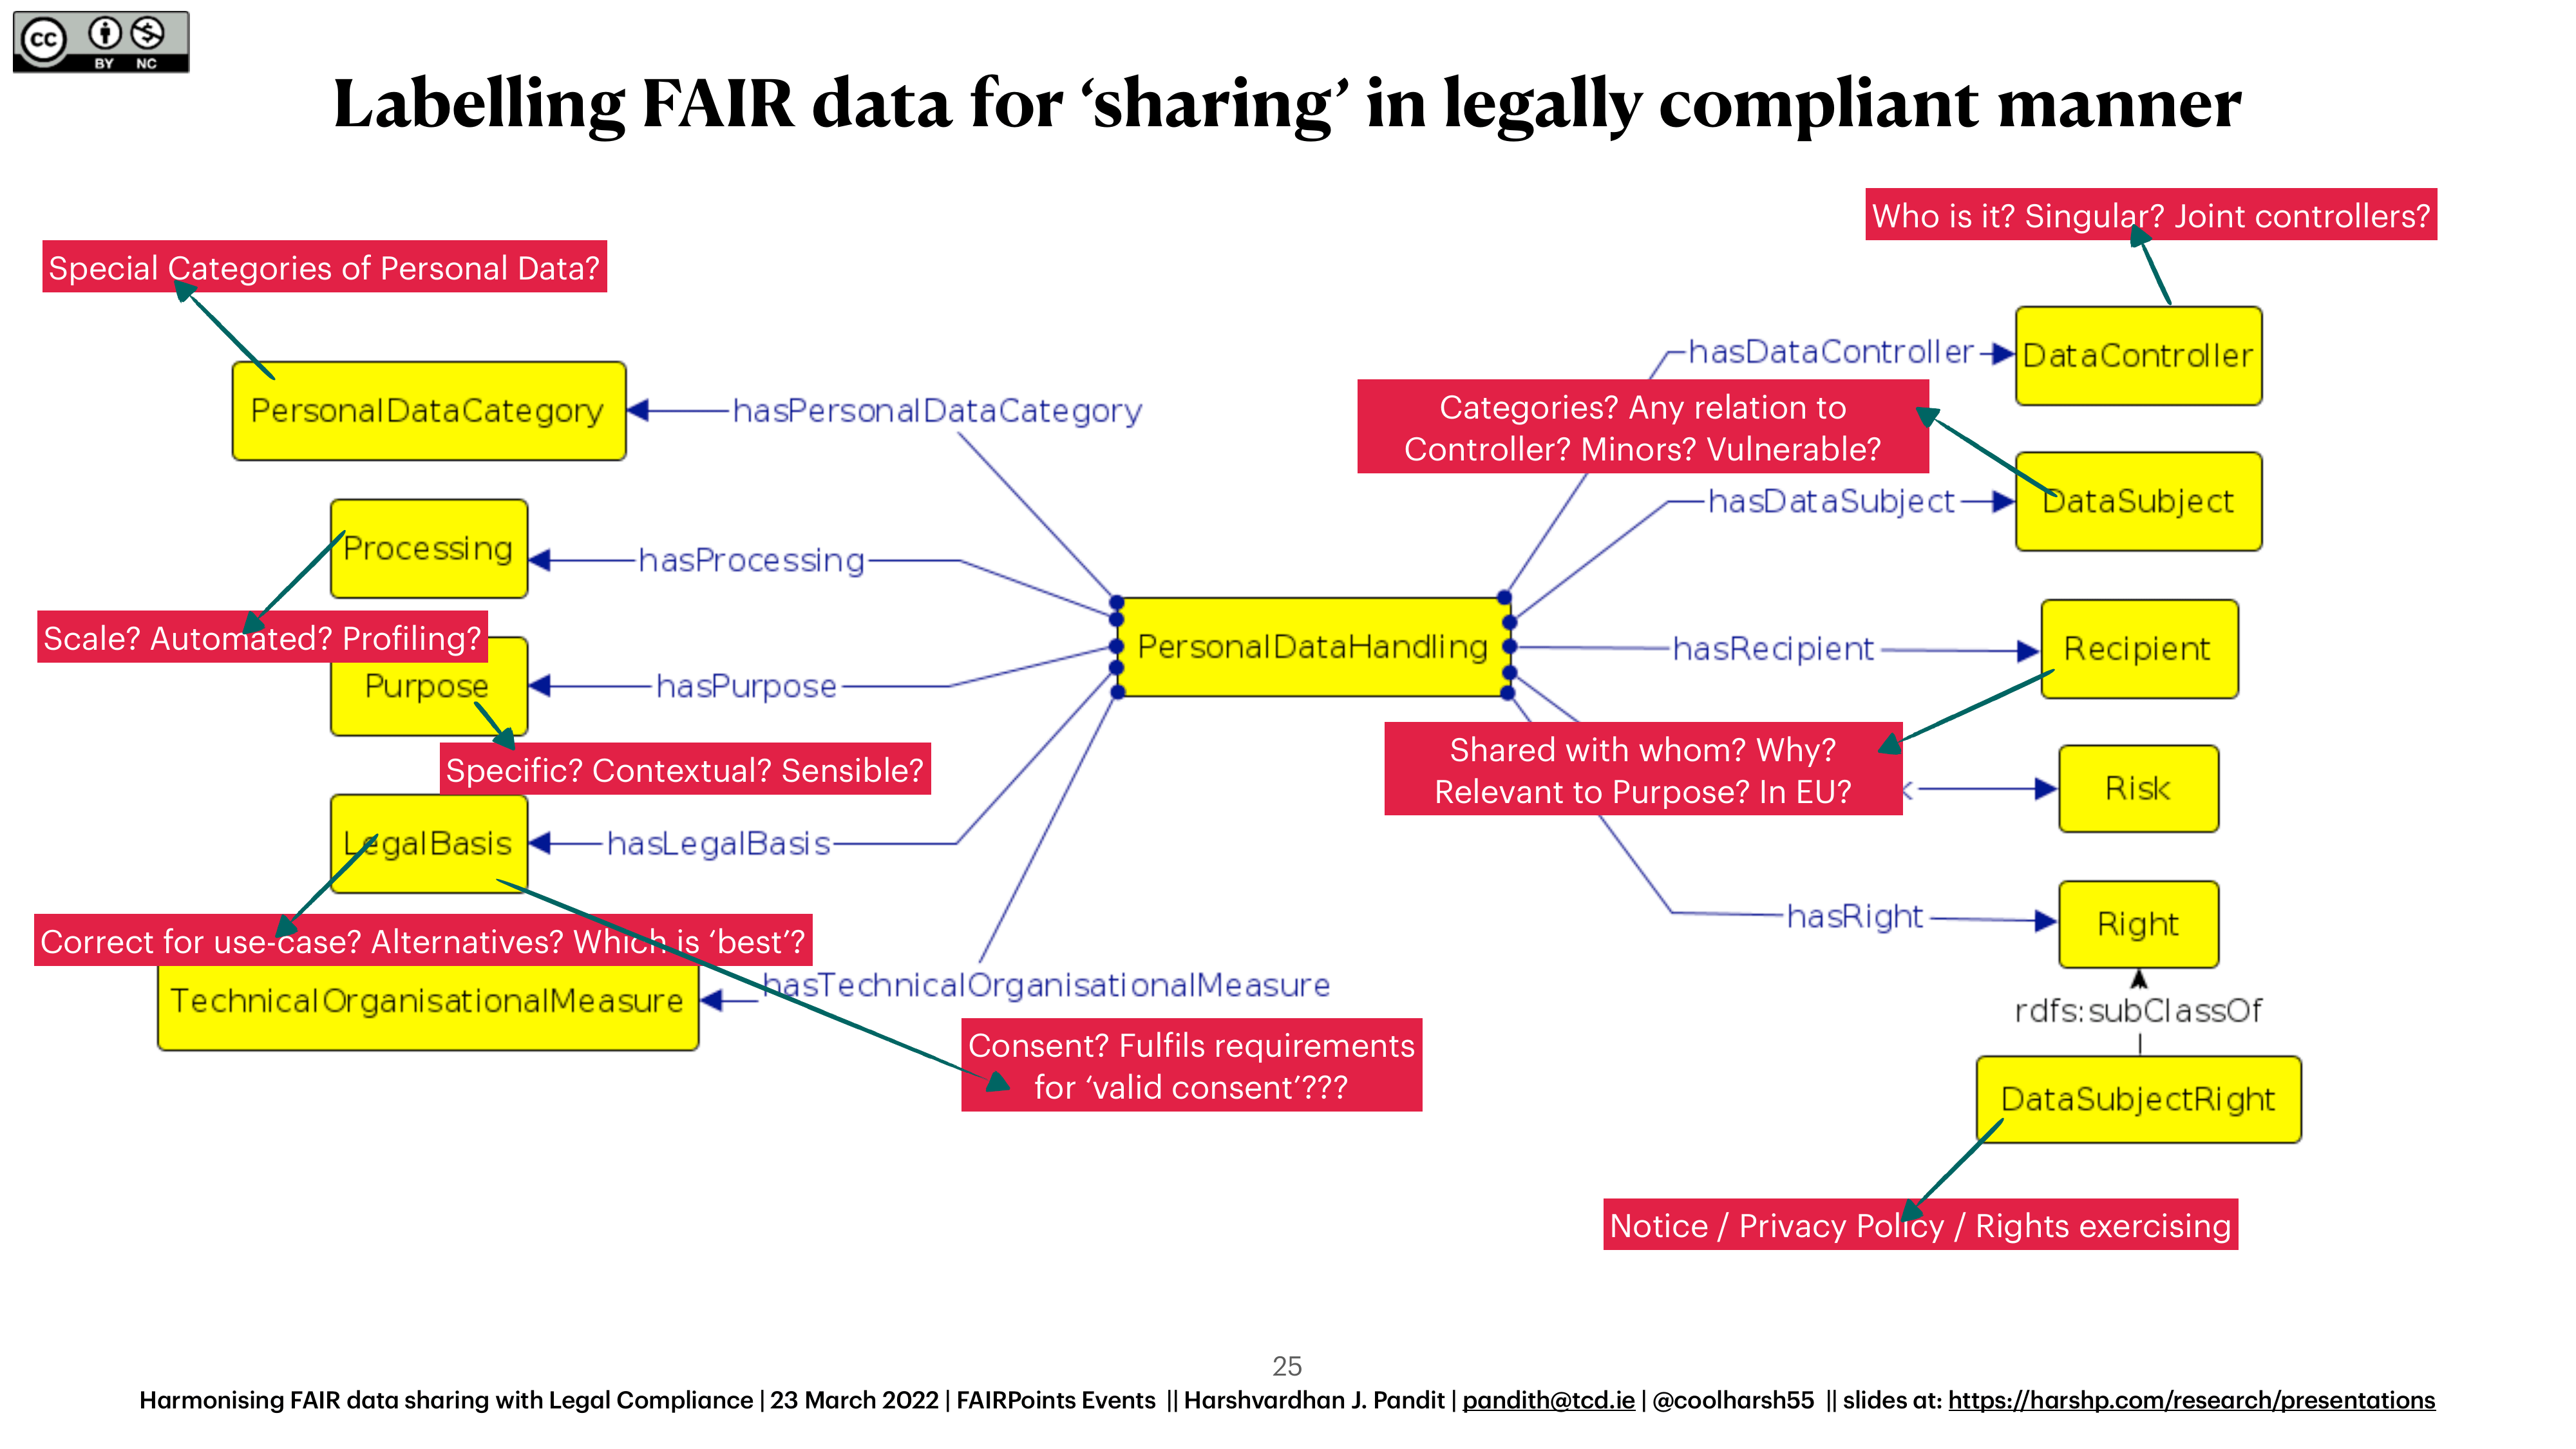 cc
BY NC
Labelling FAIR data for ‘sharing’ in legally compliant manner
Who is it? Singular? Joint controllers?
Special Categories of Personal Data?
hasDataController
DataController
PersonalDataCategory
hasPersonalDataCategory
Categories? Any relation to
Controller? Minors? Vulnerable?
hasDataSubject
DataSubject
Processing
hasProcessing
Scale? Automated? Profiling?
PersonalDataHandling
hasRecipient
Recipient
Purpose
hasPurpose
Specific? Contextual? Sensible?
Shared with whom? Why?
Relevant to Purpose? In EU?
k
Risk
LegalBasis
hasLegalBasis
hasRight
Right
Correct for use-case? Alternatives? Which is ‘best’?
TechnicalOrganisationalMeasure
hasTechnicalOrganisationalMeasure
rdfs:subClassOf
Consent? Fulfils requirements
for ‘valid consent’???
DataSubjectRight
Notice / Privacy Policy / Rights exercising
25
Harmonising FAIR data sharing with Legal Compliance | 23 March 2022 | FAIRPoints Events || Harshvardhan J. Pandit | pandith@tcd.ie | @coolharsh55 || slides at: https://harshp.com/research/presentations